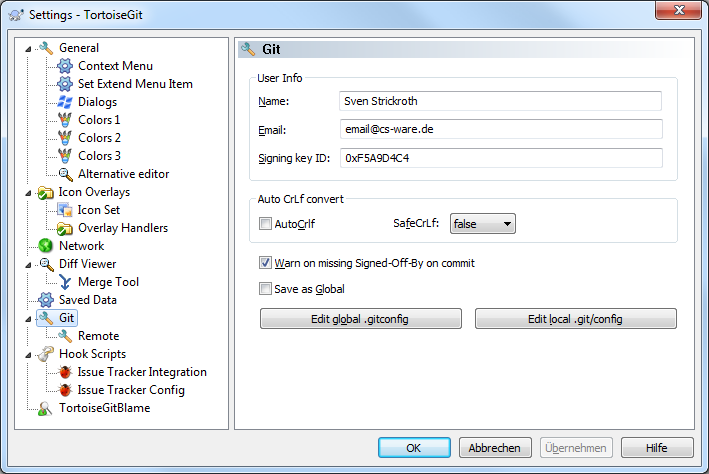 Settings - TortoiseGit
General
Context Menu
Set Extend Menu Item
Dialogs
Colors 1
Colors 2
Colors 3
Alternative editor
Icon Overlays
Icon Set
Overlay Handlers
Network
Diff Viewer
Merge Tool
Saved Data
Git
Remote
Hook Scripts
Issue Tracker Integration
Issue Tracker Config
TortoiseGitBlame
Git
User Info
Name: Sven Strickroth
Email: email@cs-ware.de
Signing key ID: 0xF5A9D4C4
Auto CrLf convert
AutoCrlf SafeCrLf: false
Warn on missing Signed-Off-By on commit
Save as Global
Edit global .gitconfig Edit local .git/config
OK Abbrechen Übernehmen Hilfe